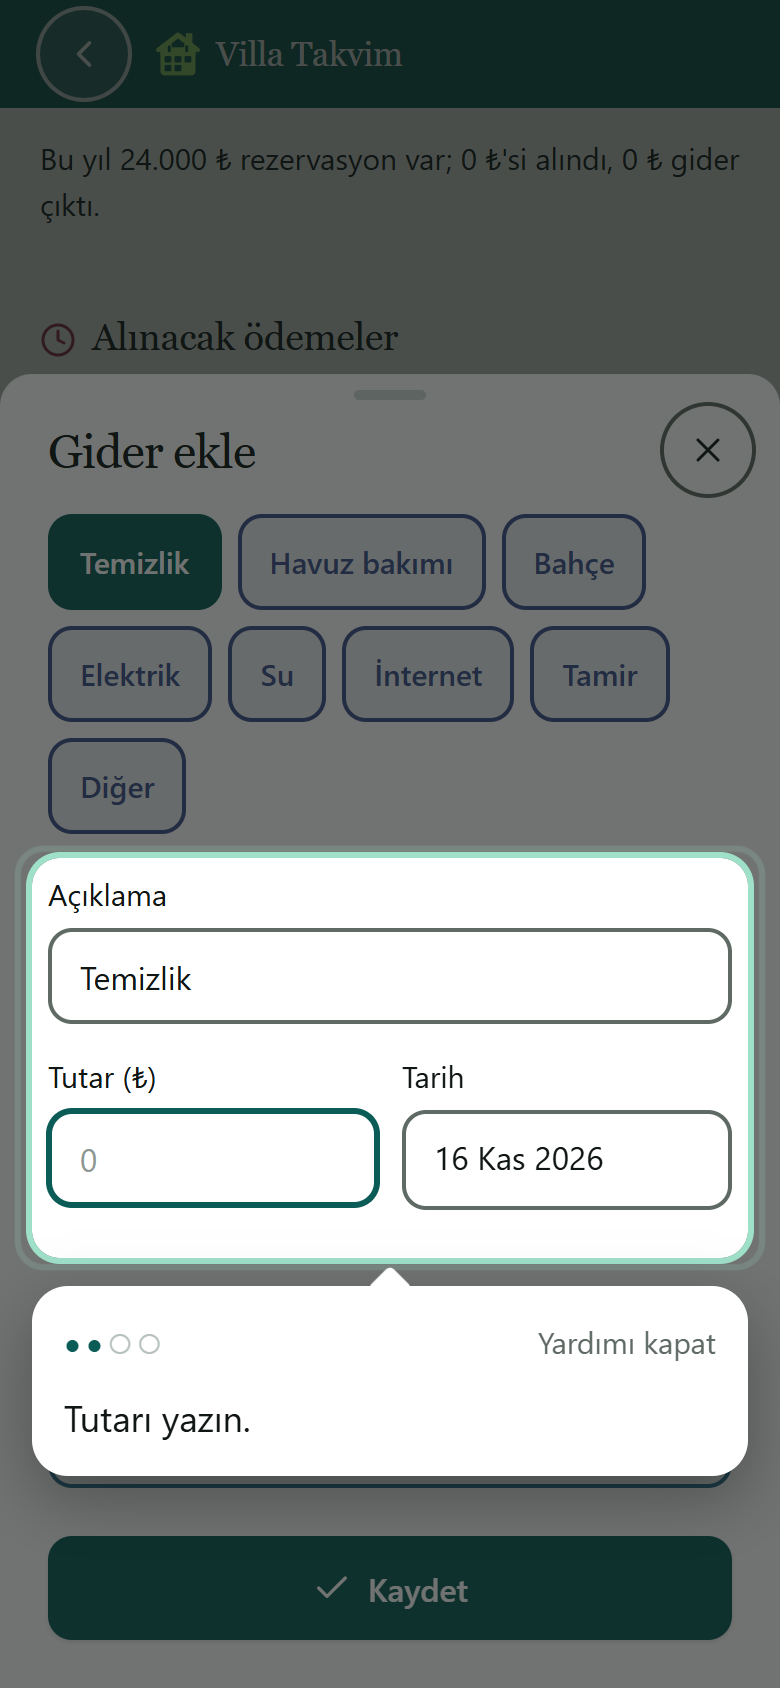 Villa Takvim
Bu yıl 24.000 ₺ rezervasyon var; 0 ₺'si alındı, 0 ₺ gider
çıktı.
Alınacak ödemeler
Gider ekle
Temizlik
Havuz bakımı
Bahçe
Elektrik
Su
İnternet
Tamir
Diğer
Açıklama
Temizlik
Tutar (₺)
Tarih
0
16 Kas 2026
Yardımı kapat
Tutarı yazın.
Kaydet